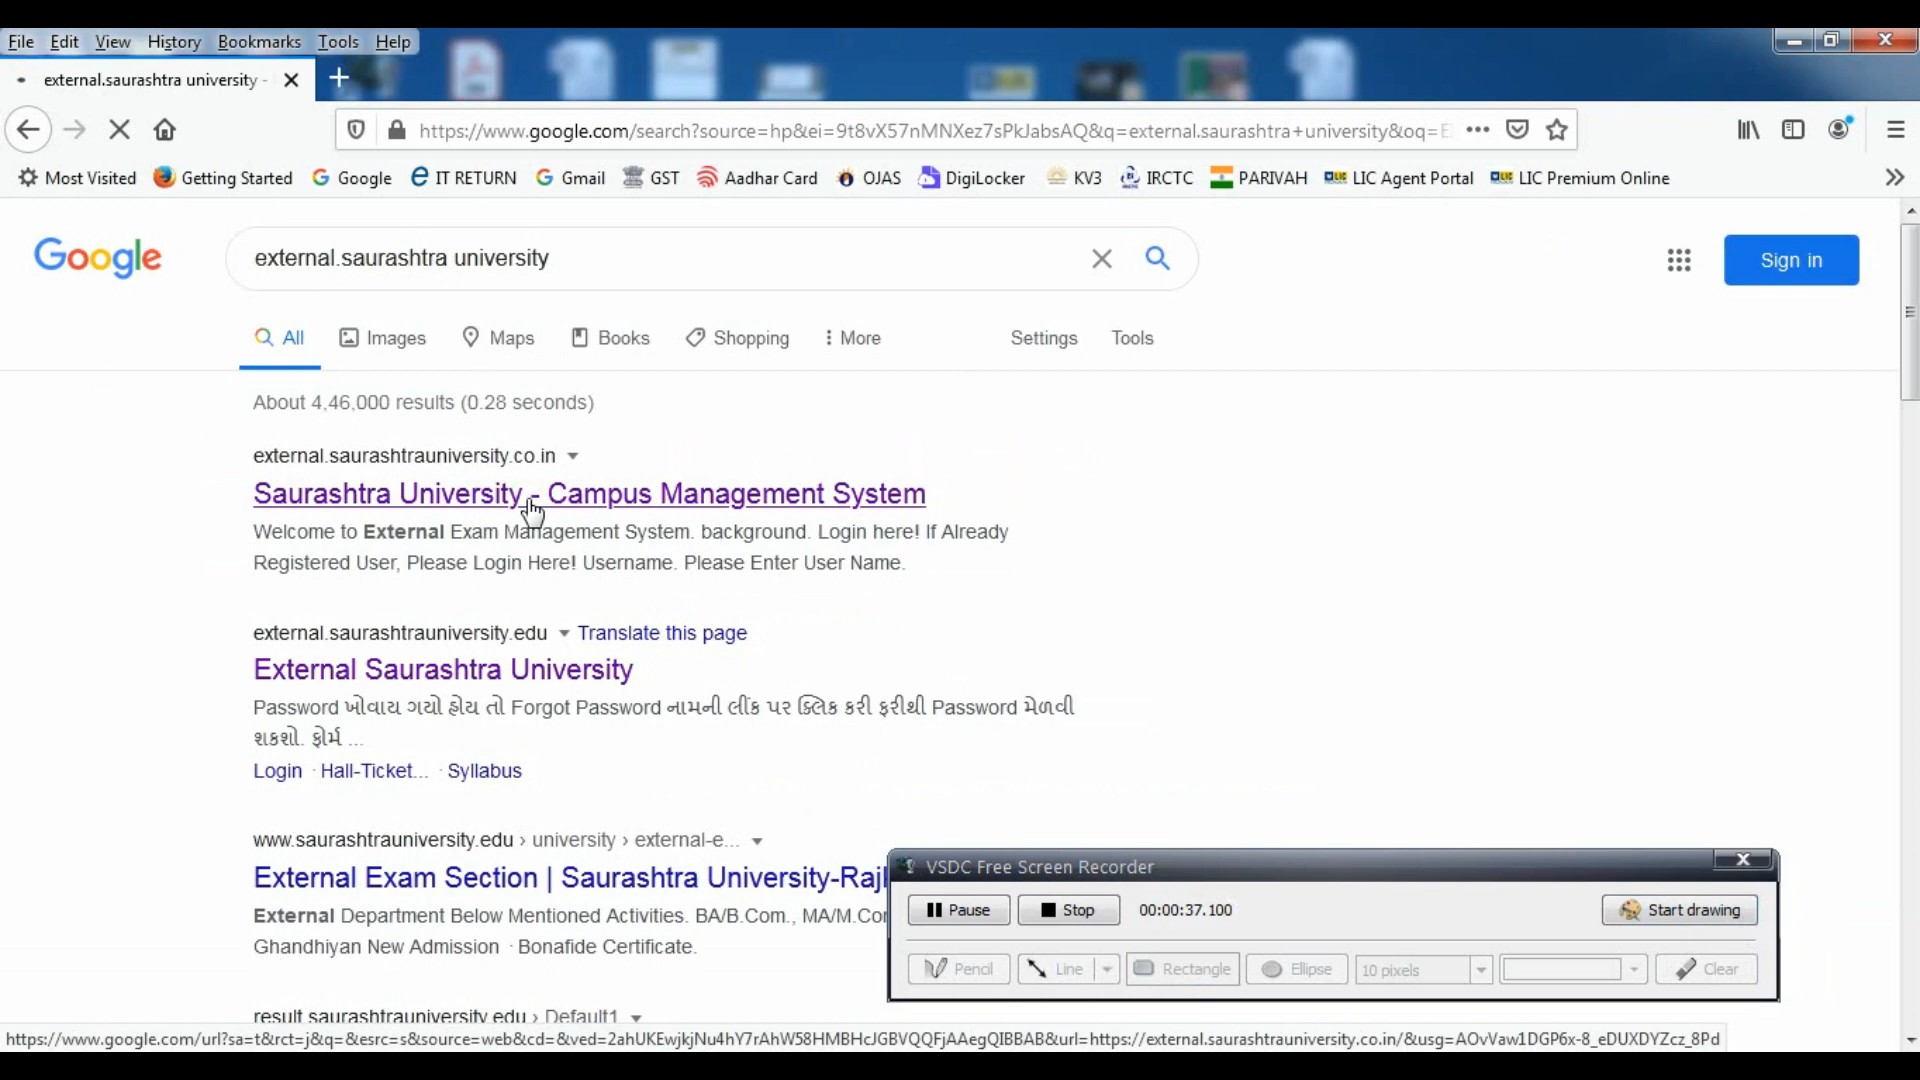 File Edit View History Bookmarks Tools Help
external.saurashtra university -
https://www.google.com/search?source=hp&ei=9t8vX57nMNXez7sPkJabsAQ&q=external.saurashtra+university&oq=E
Most Visited Getting Started Google IT RETURN Gmail GST Aadhar Card OJAS DigiLocker KV3 IRCTC PARIVAH LIC Agent Portal LIC Premium Online
Google external.saurashtra university Sign in
All Images Maps Books Shopping More Settings Tools
About 4,46,000 results (0.28 seconds)
external.saurashtrauniversity.co.in
Saurashtra University - Campus Management System
Welcome to External Exam Management System. background. Login here! If Already
Registered User, Please Login Here! Username. Please Enter User Name.
external.saurashtrauniversity.edu Translate this page
External Saurashtra University
Password ખોવાય ગયો હોય તો Forgot Password નામની લીંક પર ક્લિક કરી ફરીથી Password મેળવી
શકશો. ફોર્મ ...
Login · Hall-Ticket... · Syllabus
www.saurashtrauniversity.edu › university › external-e...
External Exam Section | Saurashtra University-Raj
External Department Below Mentioned Activities. BA/B.Com., MA/M.Co
Ghandhiyan New Admission · Bonafide Certificate.
result.saurashtrauniversity.edu › Default1
VSDC Free Screen Recorder
Pause Stop 00:00:37.100 Start drawing
Pencil Line Rectangle Ellipse 10 pixels Clear
https://www.google.com/url?sa=t&rct=j&q=&esrc=s&source=web&cd=&ved=2ahUKEwjkjNu4hY7rAhW58HMBHcJGBVQQFjAAegQIBBAB&url=https://external.saurashtrauniversity.co.in/&usg=AOvVaw1DGP6x-8_eDUXDYZcz_8Pd